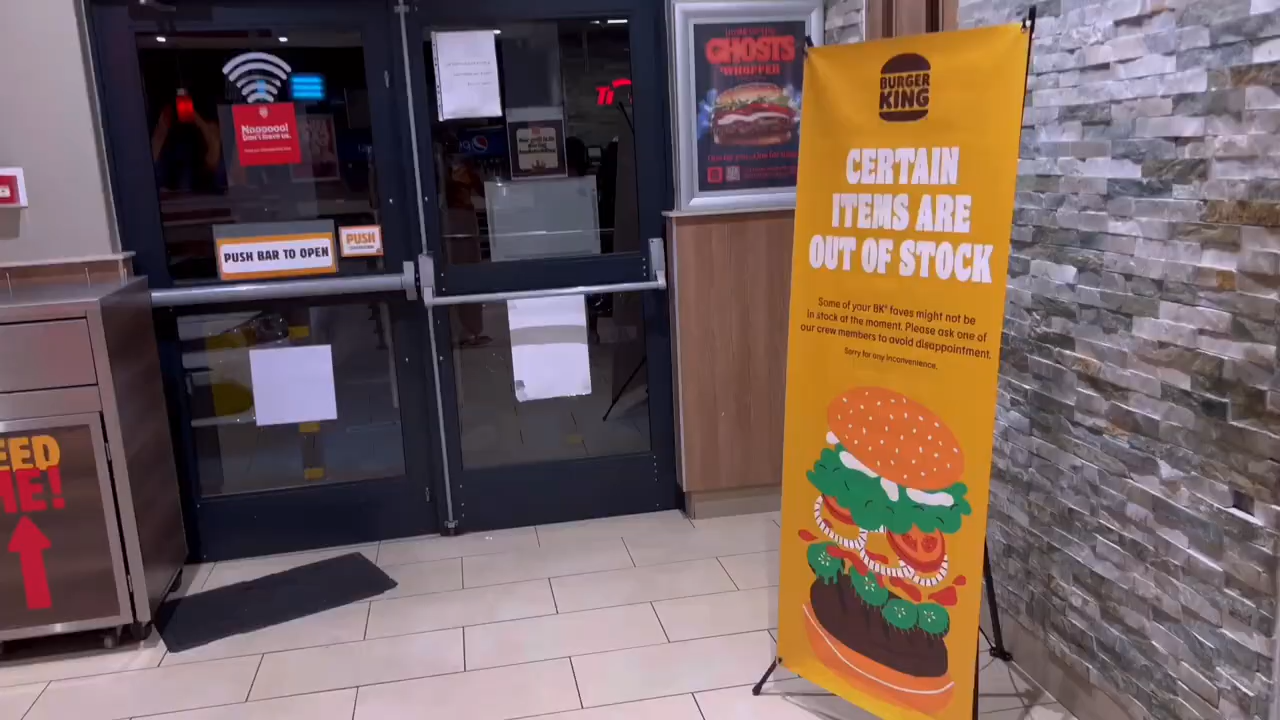 Nooooo!
Don't leave us.
PUSH BAR TO OPEN
PUSH
GHOSTS
WHOPPER
BURGER
KING
CERTAIN
ITEMS ARE
OUT OF STOCK
Some of your BK® faves might not be
in stock at the moment. Please ask one of
our crew members to avoid disappointment.
Sorry for any inconvenience.
EED
ME!